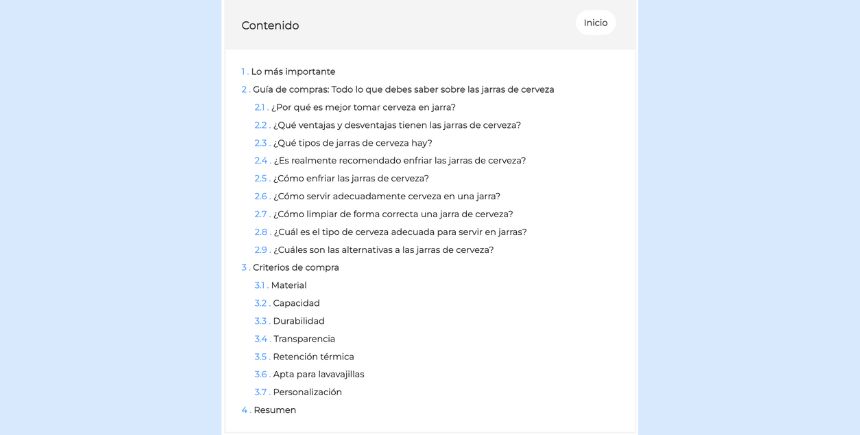 Contenido
Inicio
1 . Lo más importante
2 . Guía de compras: Todo lo que debes saber sobre las jarras de cerveza
2.1 . ¿Por qué es mejor tomar cerveza en jarra?
2.2 . ¿Qué ventajas y desventajas tienen las jarras de cerveza?
2.3 . ¿Qué tipos de jarras de cerveza hay?
2.4 . ¿Es realmente recomendado enfriar las jarras de cerveza?
2.5 . ¿Cómo enfriar las jarras de cerveza?
2.6 . ¿Cómo servir adecuadamente cerveza en una jarra?
2.7 . ¿Cómo limpiar de forma correcta una jarra de cerveza?
2.8 . ¿Cuál es el tipo de cerveza adecuada para servir en jarras?
2.9 . ¿Cuáles son las alternativas a las jarras de cerveza?
3 . Criterios de compra
3.1 . Material
3.2 . Capacidad
3.3 . Durabilidad
3.4 . Transparencia
3.5 . Retención térmica
3.6 . Apta para lavavajillas
3.7 . Personalización
4 . Resumen